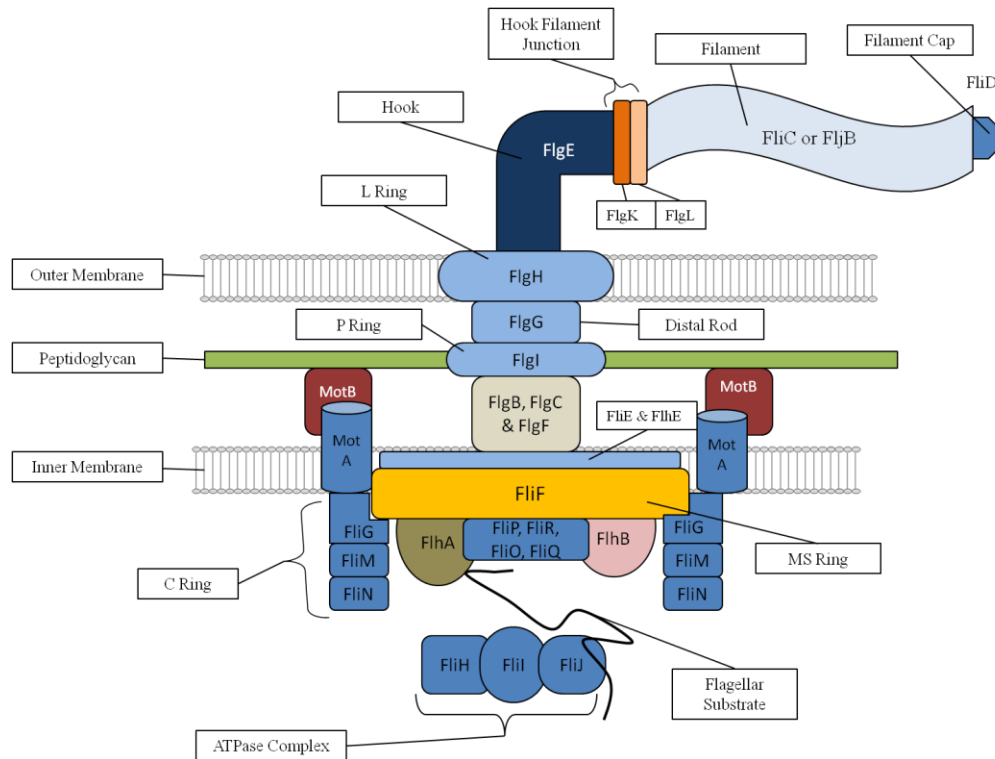 Hook Filament
Junction
Filament
Filament Cap
FliD
Hook
FlgE
FliC or FljB
L Ring
FlgK
FlgL
Outer Membrane
FlgH
P Ring
FlgG
Distal Rod
Peptidoglycan
FlgI
MotB
MotB
FlgB, FlgC
& FlgF
FliE & FlhE
Mot
A
Mot
A
Inner Membrane
FliF
FliG
FlhA
FliP, FliR,
FliO, FliQ
FlhB
FliG
MS Ring
C Ring
FliM
FliM
FliN
FliN
FliH
FliI
FliJ
Flagellar
Substrate
ATPase Complex